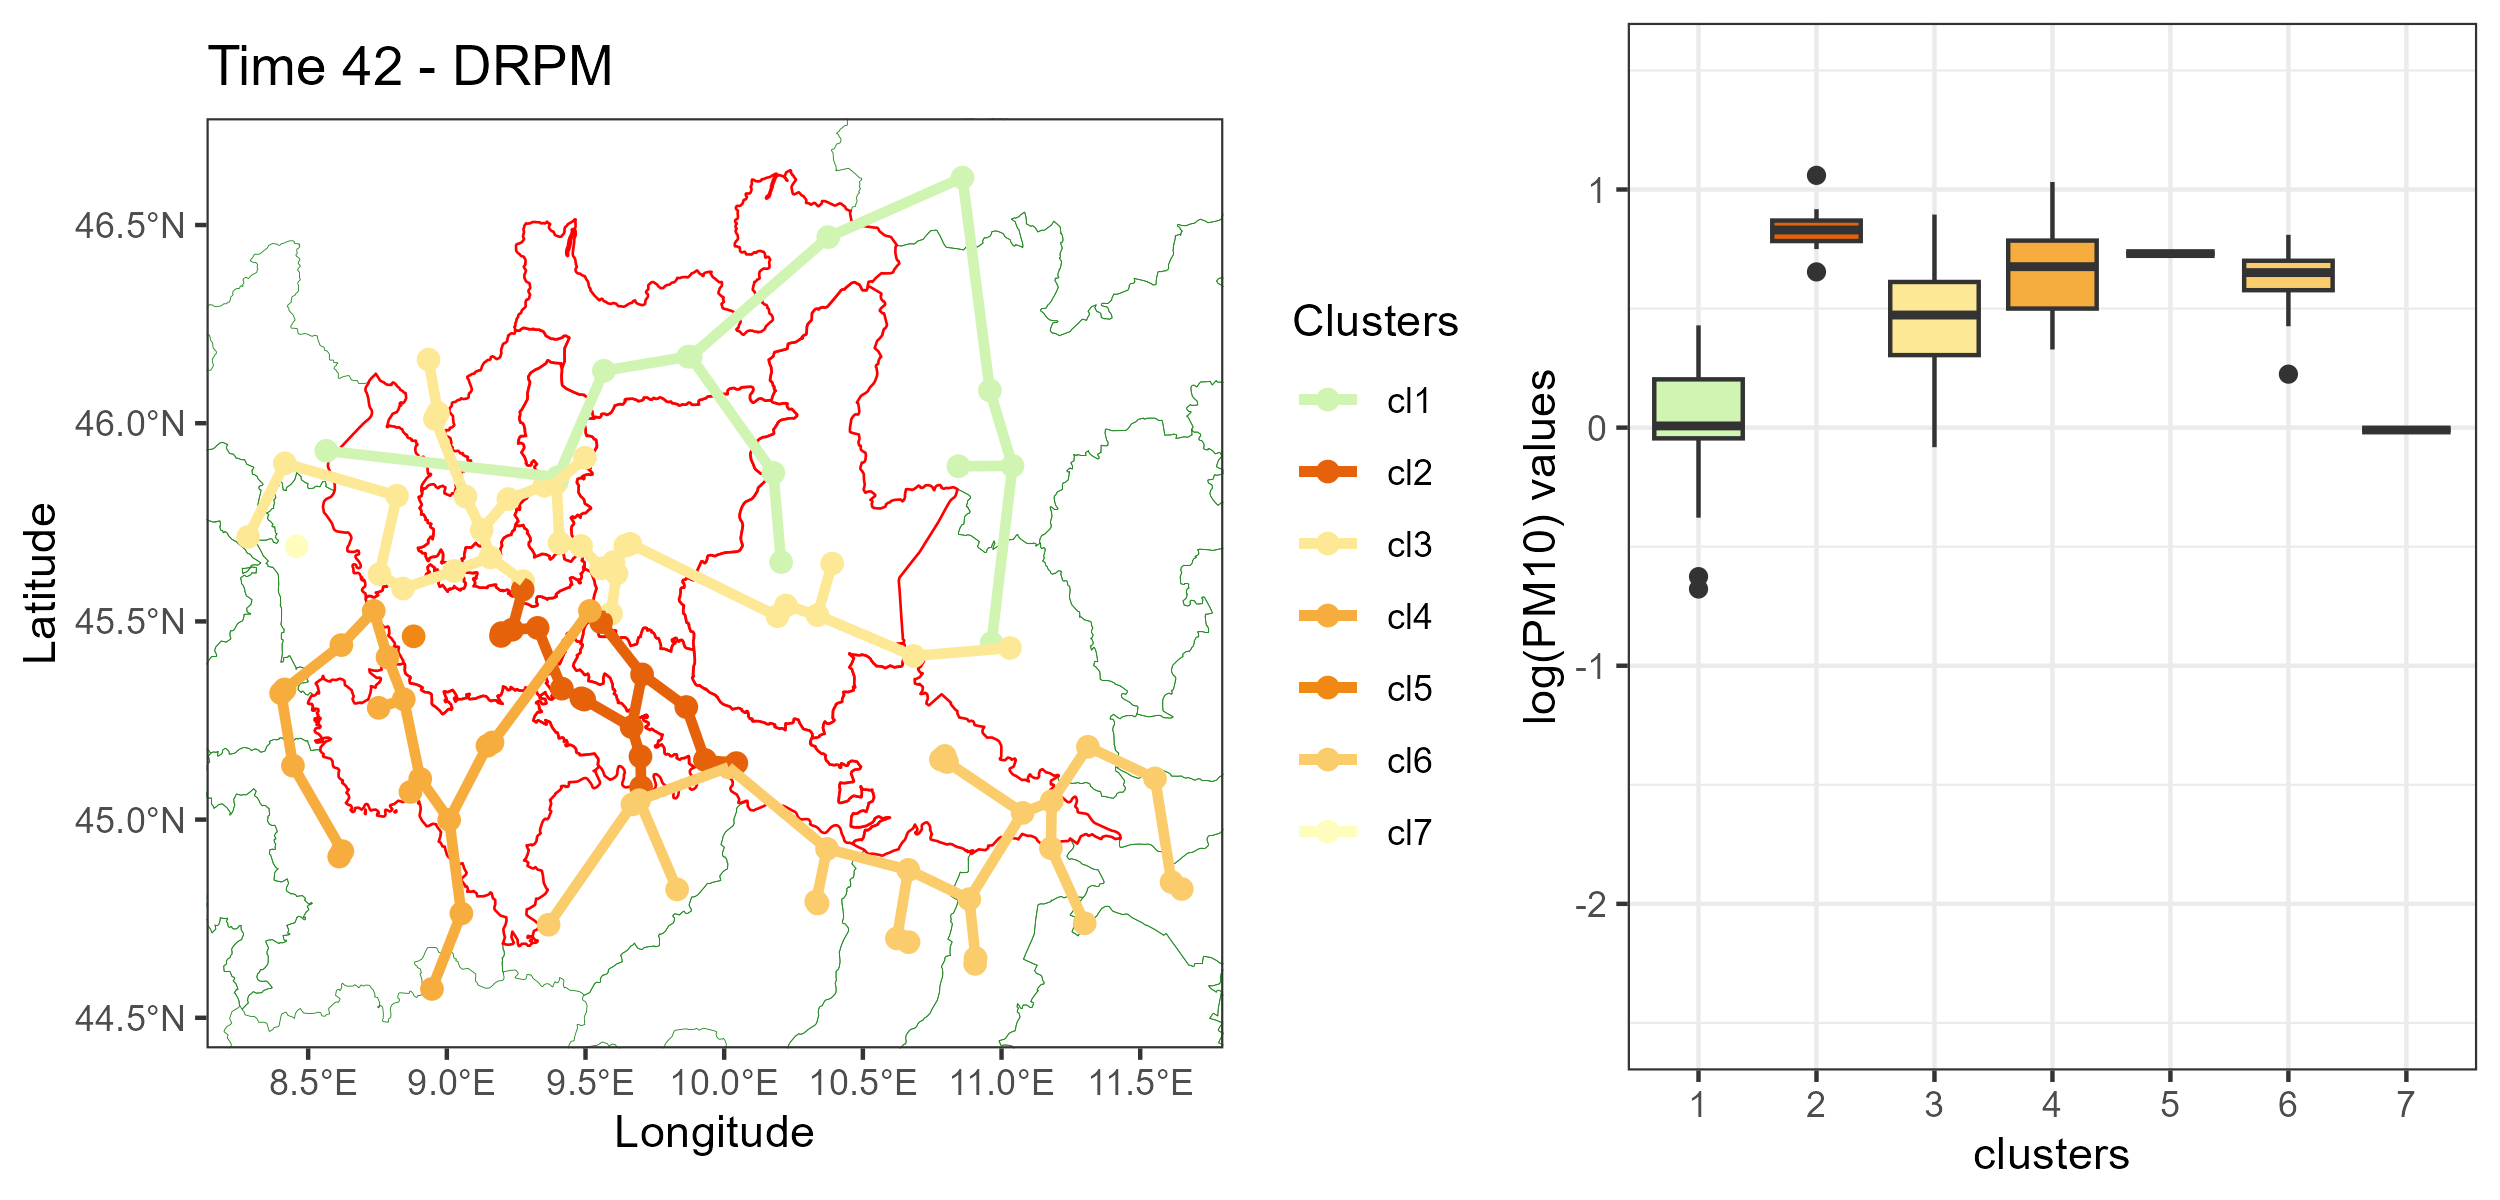 Time 42 - DRPM
46.5°N
46.0°N
45.5°N
45.0°N
44.5°N
Latitude
8.5°E 9.0°E 9.5°E 10.0°E 10.5°E 11.0°E 11.5°E
Longitude
Clusters
cl1
cl2
cl3
cl4
cl5
cl6
cl7
log(PM10) values
1
0
-1
-2
1 2 3 4 5 6 7
clusters